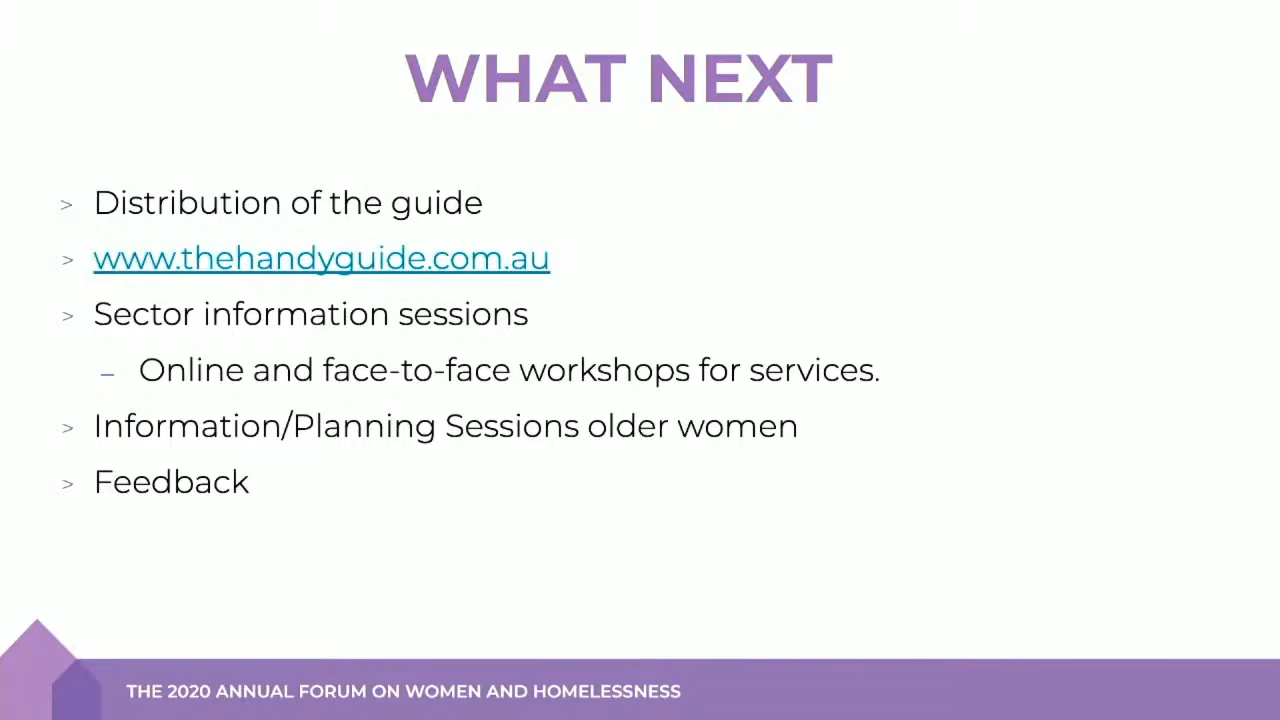 WHAT NEXT
> Distribution of the guide
> www.thehandyguide.com.au
> Sector information sessions
– Online and face-to-face workshops for services.
> Information/Planning Sessions older women
> Feedback
THE 2020 ANNUAL FORUM ON WOMEN AND HOMELESSNESS